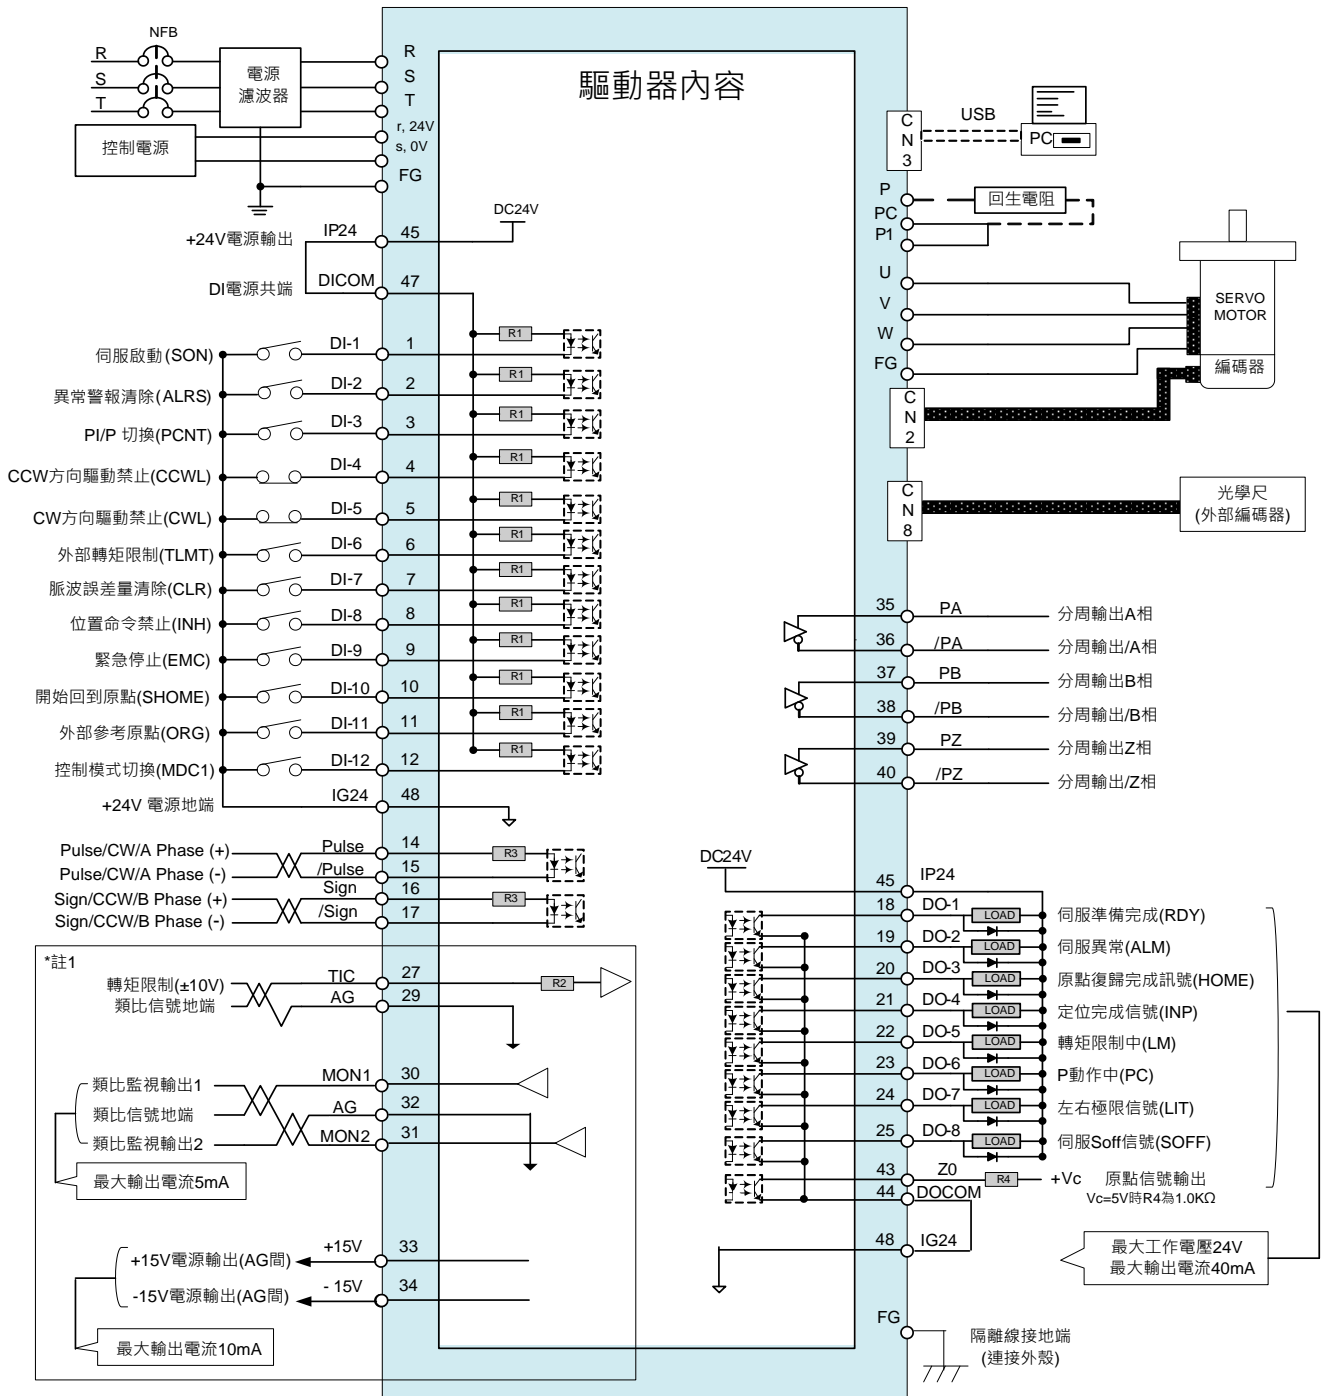 驅動器內容
NFB
R
S
T
電源
濾波器
控制電源
R
S
T
r, 24V
s, 0V
FG
+24V電源輸出 IP24 45 DC24V
DI電源共端 DICOM 47
伺服啟動(SON) DI-1 1 R1
異常警報清除(ALRS) DI-2 2 R1
PI/P 切換(PCNT) DI-3 3 R1
CCW方向驅動禁止(CCWL) DI-4 4 R1
CW方向驅動禁止(CWL) DI-5 5 R1
外部轉矩限制(TLMT) DI-6 6 R1
脈波誤差量清除(CLR) DI-7 7 R1
位置命令禁止(INH) DI-8 8 R1
緊急停止(EMC) DI-9 9 R1
開始回到原點(SHOME) DI-10 10 R1
外部參考原點(ORG) DI-11 11 R1
控制模式切換(MDC1) DI-12 12 R1
+24V 電源地端 IG24 48
Pulse/CW/A Phase (+) Pulse 14 R3
Pulse/CW/A Phase (-) /Pulse 15
Sign/CCW/B Phase (+) Sign 16 R3
Sign/CCW/B Phase (-) /Sign 17
*註1
轉矩限制(±10V) TIC 27 R2
類比信號地端 AG 29
類比監視輸出1 MON1 30
類比信號地端 AG 32
類比監視輸出2 MON2 31
最大輸出電流5mA
+15V電源輸出(AG間) +15V 33
-15V電源輸出(AG間) - 15V 34
最大輸出電流10mA
CN3 USB PC
P 回生電阻
PC
P1
U
V
W
FG
SERVO
MOTOR
編碼器
CN2
CN8
光學尺
(外部編碼器)
35 PA 分周輸出A相
36 /PA 分周輸出/A相
37 PB 分周輸出B相
38 /PB 分周輸出/B相
39 PZ 分周輸出Z相
40 /PZ 分周輸出/Z相
DC24V 45 IP24
18 DO-1 LOAD 伺服準備完成(RDY)
19 DO-2 LOAD 伺服異常(ALM)
20 DO-3 LOAD 原點復歸完成訊號(HOME)
21 DO-4 LOAD 定位完成信號(INP)
22 DO-5 LOAD 轉矩限制中(LM)
23 DO-6 LOAD P動作中(PC)
24 DO-7 LOAD 左右極限信號(LIT)
25 DO-8 LOAD 伺服Soff信號(SOFF)
43 Z0 R4 +Vc 原點信號輸出
44 DOCOM Vc=5V時R4為1.0KΩ
48 IG24
最大工作電壓24V
最大輸出電流40mA
FG 隔離線接地端
(連接外殼)